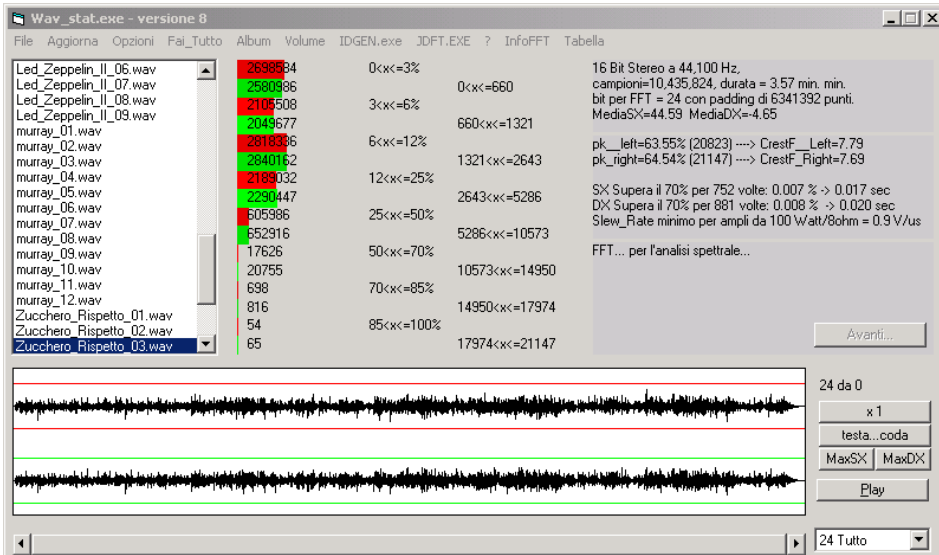 Wav_stat.exe - versione 8
File Aggiorna Opzioni Fai_Tutto Album Volume IDGEN.exe JDFT.EXE ? InfoFFT Tabella
Led_Zeppelin_II_06.wav
Led_Zeppelin_II_07.wav
Led_Zeppelin_II_08.wav
Led_Zeppelin_II_09.wav
murray_01.wav
murray_02.wav
murray_03.wav
murray_04.wav
murray_05.wav
murray_06.wav
murray_07.wav
murray_08.wav
murray_09.wav
murray_10.wav
murray_11.wav
murray_12.wav
Zucchero_Rispetto_01.wav
Zucchero_Rispetto_02.wav
Zucchero_Rispetto_03.wav
2698584 0<x<=3%
2580986 0<x<=660
2105508 3<x<=6%
2049677 660<x<=1321
2818336 6<x<=12%
2840162 1321<x<=2643
2189032 12<x<=25%
2290447 2643<x<=5286
605986 25<x<=50%
652916 5286<x<=10573
17626 50<x<=70%
20755 10573<x<=14950
698 70<x<=85%
816 14950<x<=17974
54 85<x<=100%
65 17974<x<=21147
16 Bit Stereo a 44,100 Hz,
campioni=10,435,824, durata = 3.57 min. min.
bit per FFT = 24 con padding di 6341392 punti.
MediaSX=44.59 MediaDX=-4.65
pk__left=63.55% (20823) ----> CrestF__Left=7.79
pk_right=64.54% (21147) ----> CrestF_Right=7.69
SX Supera il 70% per 752 volte: 0.007 % -> 0.017 sec
DX Supera il 70% per 881 volte: 0.008 % -> 0.020 sec
Slew_Rate minimo per ampli da 100 Watt/8ohm = 0.9 V/us
FFT... per l'analisi spettrale...
Avanti...
24 da 0
x 1
testa...coda
MaxSX MaxDX
Play
24 Tutto